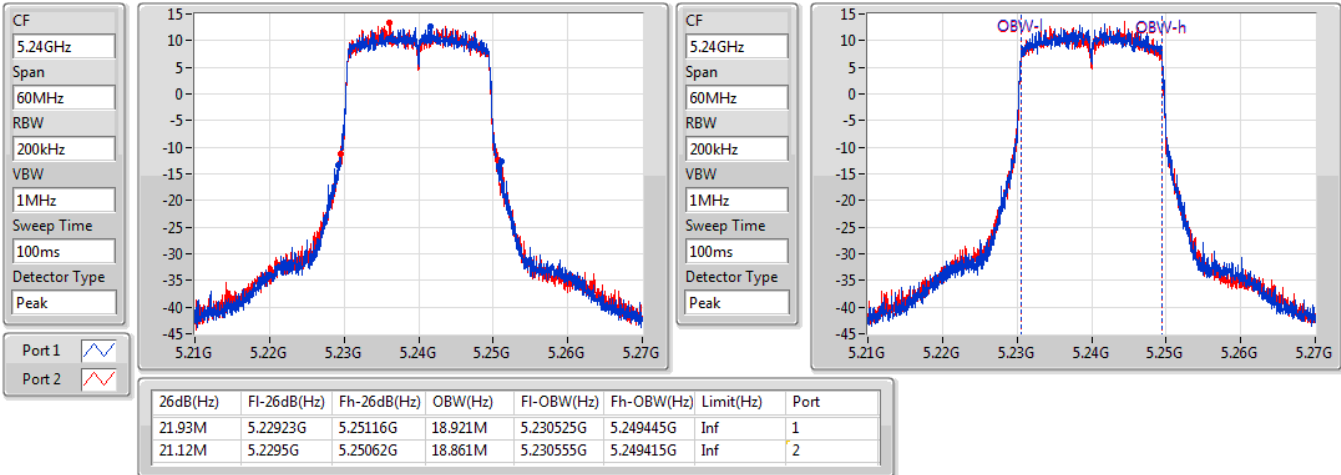 CF
5.24GHz
Span
60MHz
RBW
200kHz
VBW
1MHz
Sweep Time
100ms
Detector Type
Peak
Port 1
Port 2
15
10
5
0
-5
-10
-15
-20
-25
-30
-35
-40
-45
5.21G 5.22G 5.23G 5.24G 5.25G 5.26G 5.27G
CF
5.24GHz
Span
60MHz
RBW
200kHz
VBW
1MHz
Sweep Time
100ms
Detector Type
Peak
15
10
5
0
-5
-10
-15
-20
-25
-30
-35
-40
-45
OBW-l OBW-h
5.21G 5.22G 5.23G 5.24G 5.25G 5.26G 5.27G
26dB(Hz) Fl-26dB(Hz) Fh-26dB(Hz) OBW(Hz) Fl-OBW(Hz) Fh-OBW(Hz) Limit(Hz) Port
21.93M 5.22923G 5.25116G 18.921M 5.230525G 5.249445G Inf 1
21.12M 5.2295G 5.25062G 18.861M 5.230555G 5.249415G Inf 2